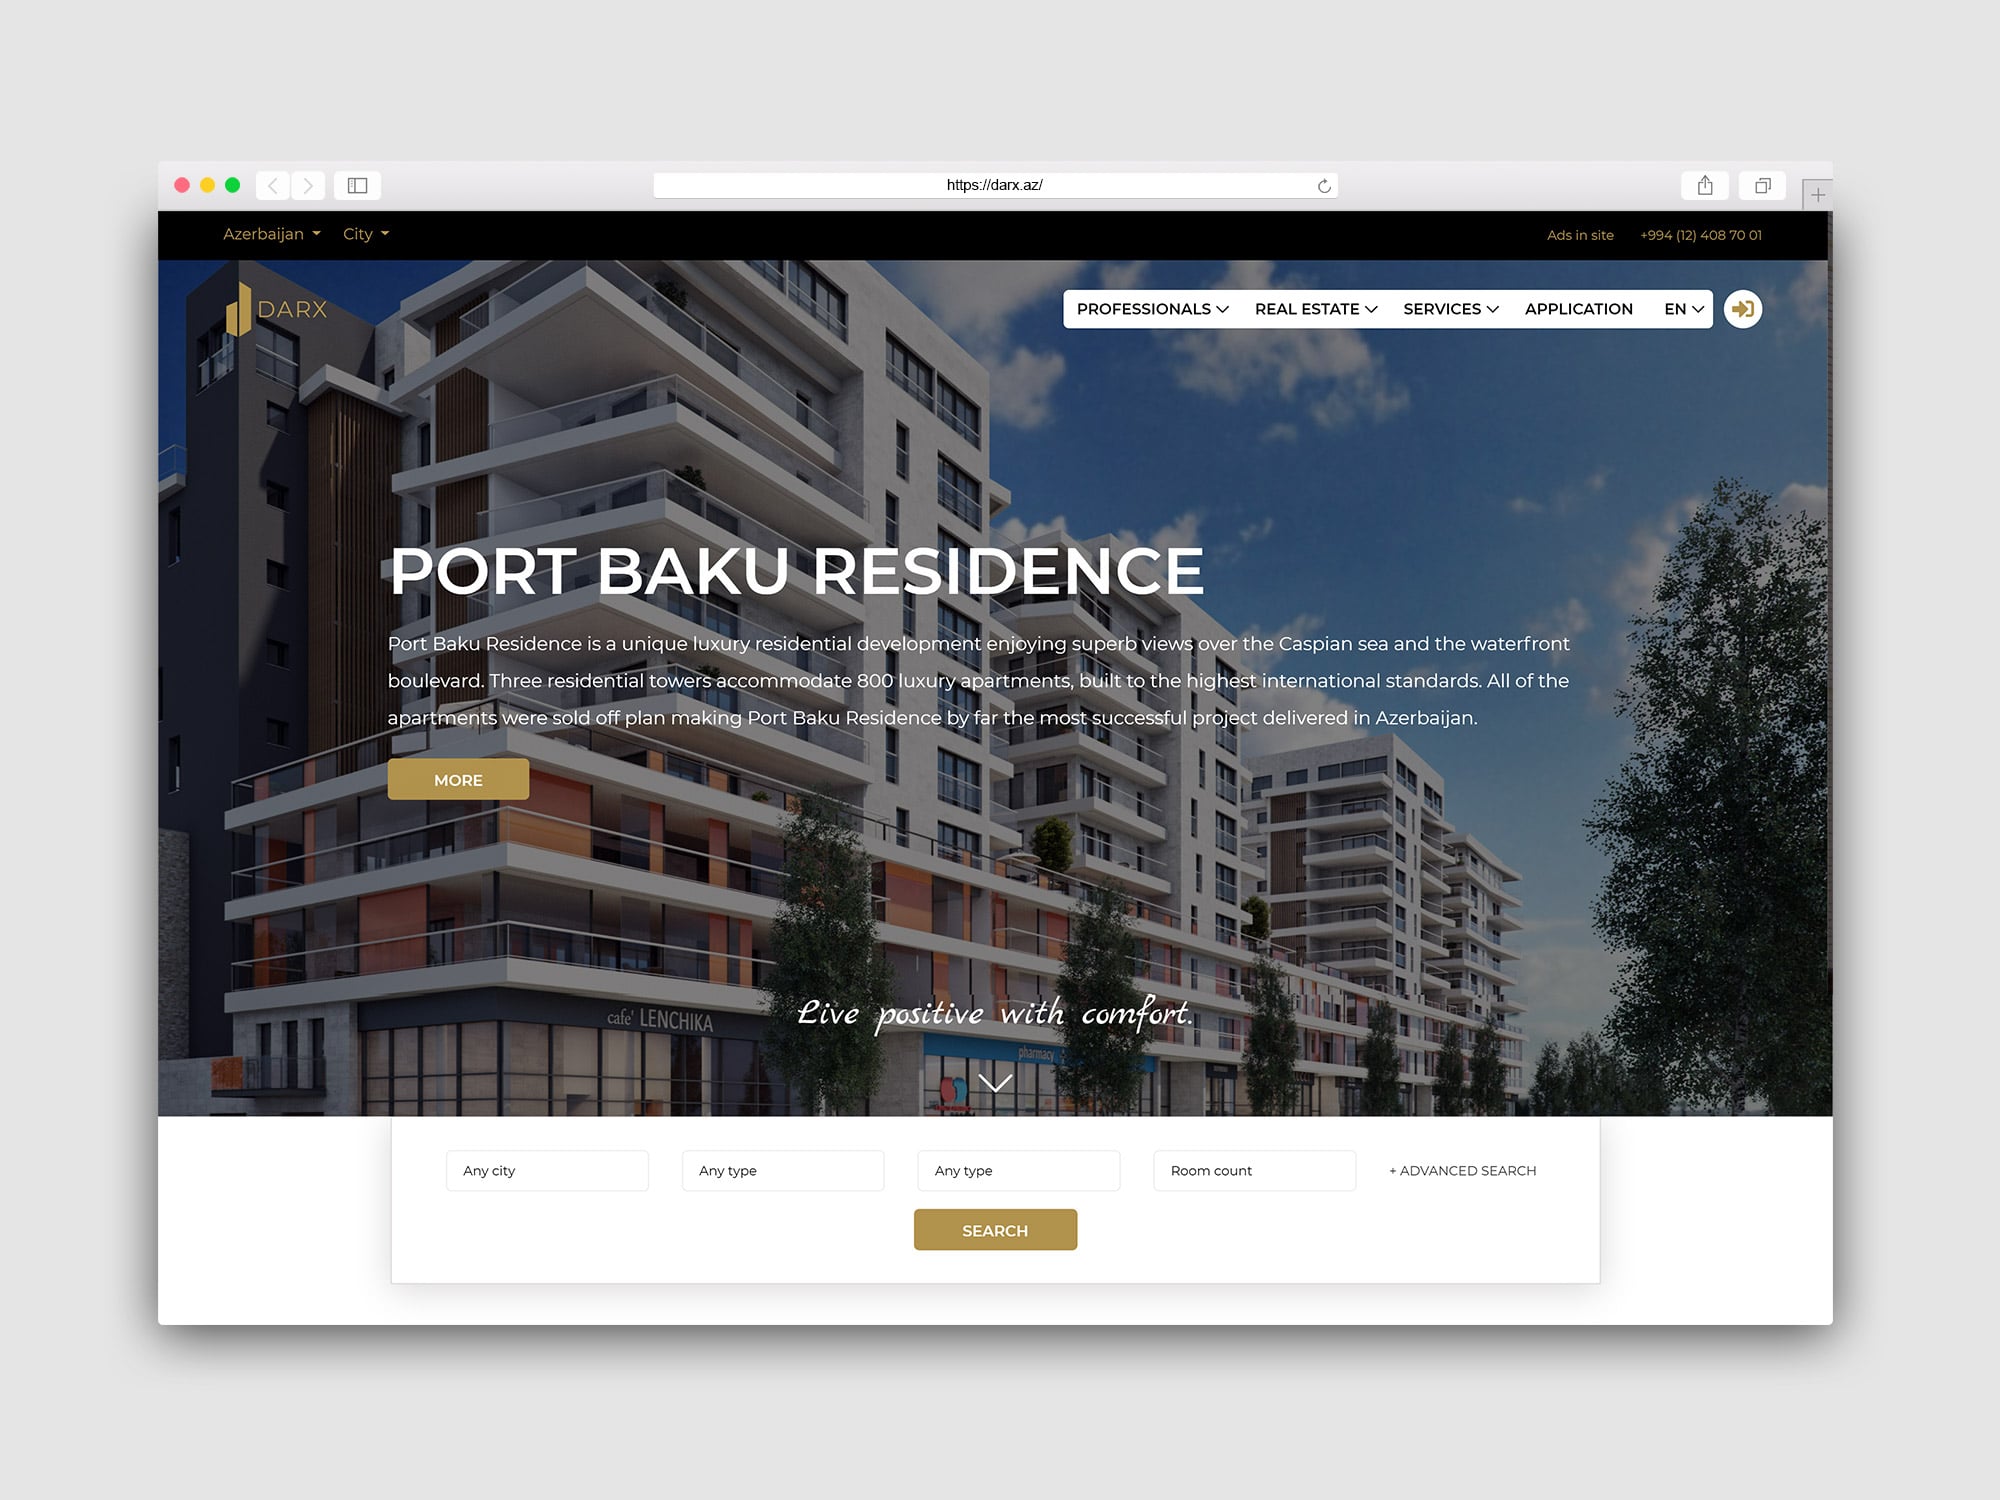 https://darx.az/
Azerbaijan City Ads in site +994 (12) 408 70 01
DARX PROFESSIONALS REAL ESTATE SERVICES APPLICATION EN
PORT BAKU RESIDENCE
Port Baku Residence is a unique luxury residential development enjoying superb views over the Caspian sea and the waterfront
boulevard. Three residential towers accommodate 800 luxury apartments, built to the highest international standards. All of the
apartments were sold off plan making Port Baku Residence by far the most successful project delivered in Azerbaijan.
MORE
Live positive with comfort.
cafe' LENCHIKA
pharmacy
Any city Any type Any type Room count + ADVANCED SEARCH
SEARCH